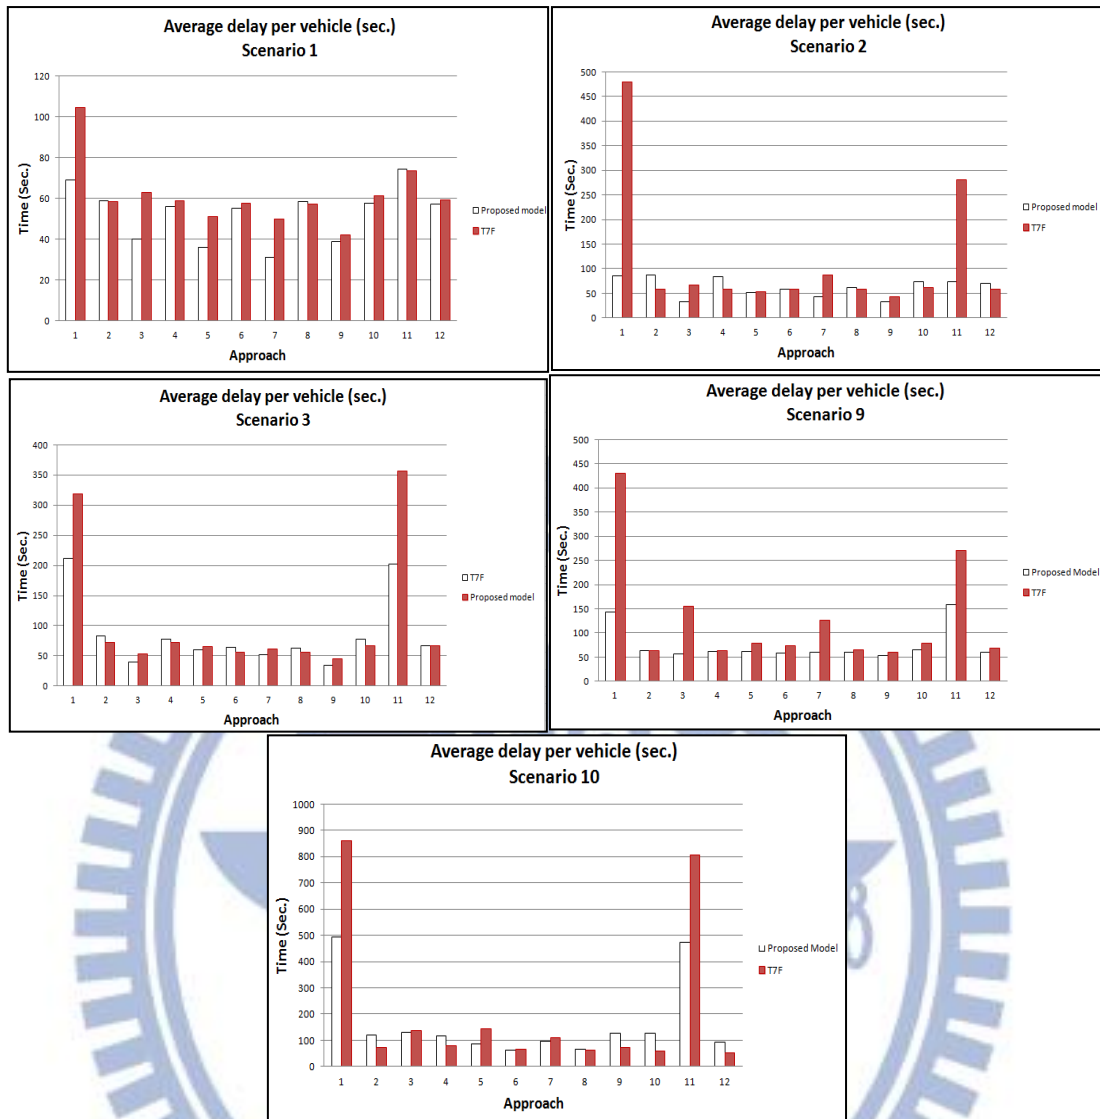 Average delay per vehicle (sec.)
Scenario 1
Time (Sec.)
120
100
80
60
40
20
0
1 2 3 4 5 6 7 8 9 10 11 12
Approach
Proposed model
T7F
Average delay per vehicle (sec.)
Scenario 2
Time (Sec.)
500
450
400
350
300
250
200
150
100
50
0
1 2 3 4 5 6 7 8 9 10 11 12
Approach
Proposed model
T7F
Average delay per vehicle (sec.)
Scenario 3
Time (Sec.)
400
350
300
250
200
150
100
50
0
1 2 3 4 5 6 7 8 9 10 11 12
Approach
T7F
Proposed model
Average delay per vehicle (sec.)
Scenario 9
Time (Sec.)
500
450
400
350
300
250
200
150
100
50
0
1 2 3 4 5 6 7 8 9 10 11 12
Approach
Proposed Model
T7F
Average delay per vehicle (sec.)
Scenario 10
Time (Sec.)
1000
900
800
700
600
500
400
300
200
100
0
1 2 3 4 5 6 7 8 9 10 11 12
Approach
Proposed Model
T7F
8